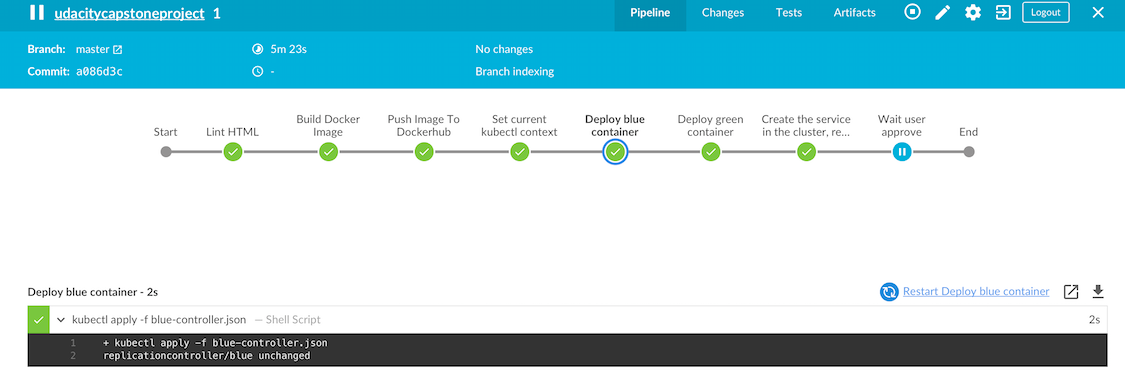 udacitycapstoneproject 1
Pipeline Changes Tests Artifacts Logout
Branch: master 5m 23s No changes
Commit: a086d3c - Branch indexing
Start
Lint HTML
Build Docker
Image
Push Image To
Dockerhub
Set current
kubectl context
Deploy blue
container
Deploy green
container
Create the service
in the cluster, re...
Wait user
approve
End
Deploy blue container - 2s Restart Deploy blue container
kubectl apply -f blue-controller.json — Shell Script 2s
1 + kubectl apply -f blue-controller.json
2 replicationcontroller/blue unchanged